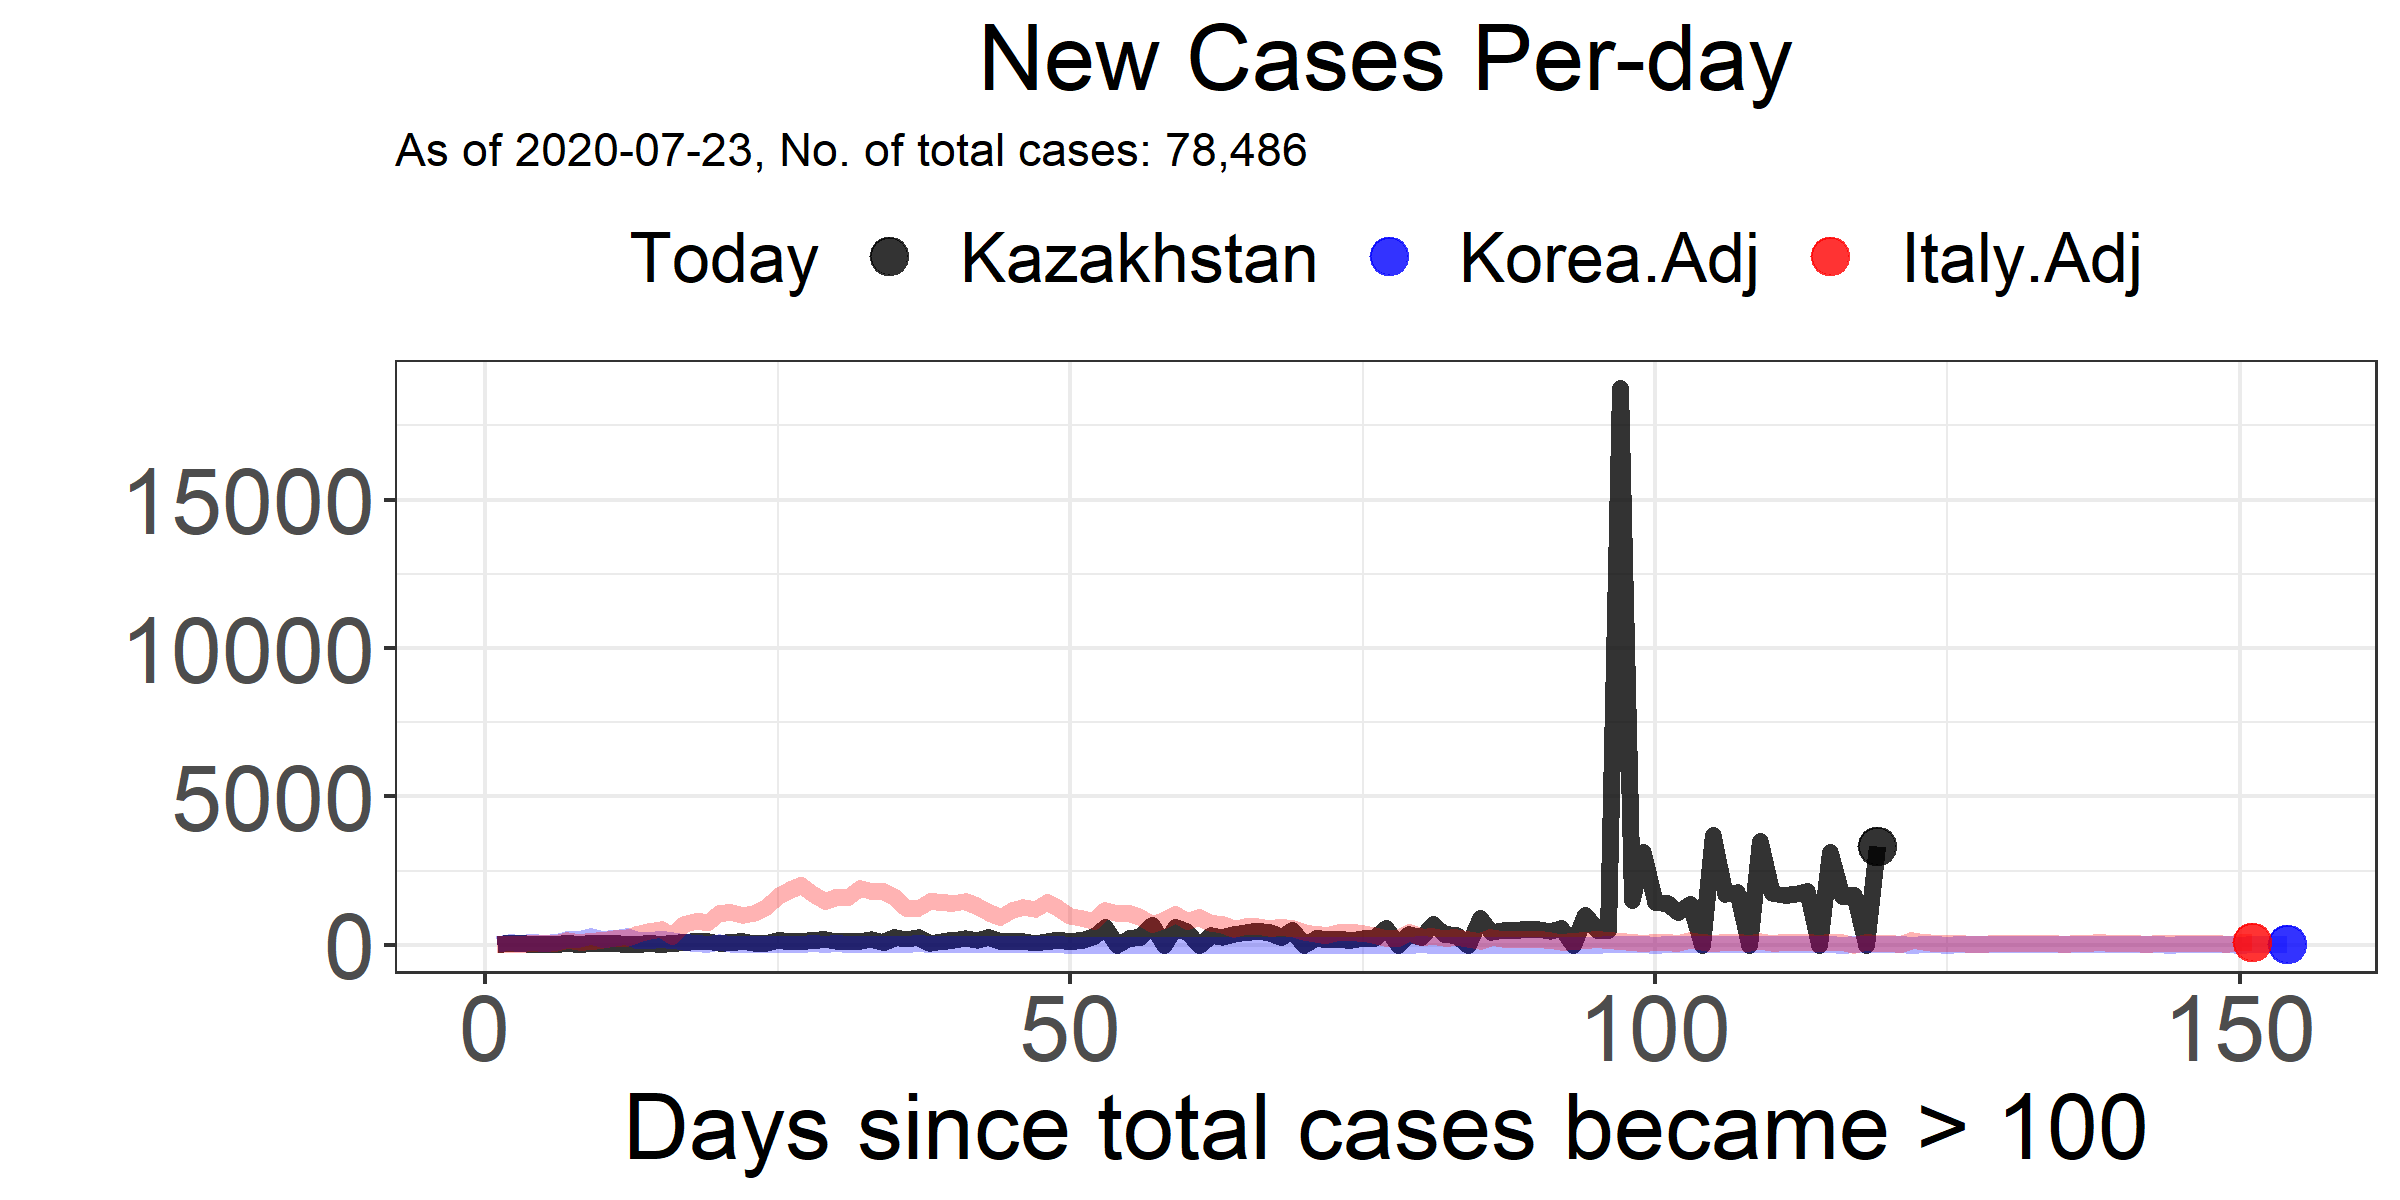 New Cases Per-day
As of 2020-07-23, No. of total cases: 78,486
Today Kazakhstan Korea.Adj Italy.Adj
15000
10000
5000
0
0 50 100 150
Days since total cases became > 100